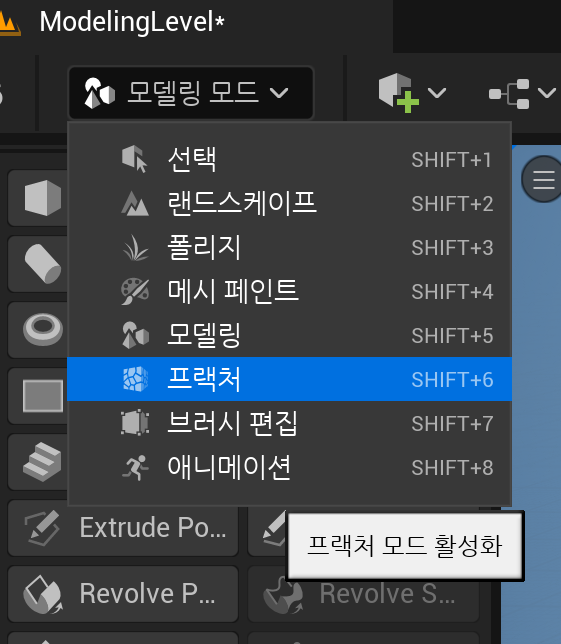 ModelingLevel*
모델링 모드
선택 SHIFT+1
랜드스케이프 SHIFT+2
폴리지 SHIFT+3
메시 페인트 SHIFT+4
모델링 SHIFT+5
프랙처 SHIFT+6
브러시 편집 SHIFT+7
애니메이션 SHIFT+8
Extrude Po...
프랙처 모드 활성화
Revolve P... Revolve S...